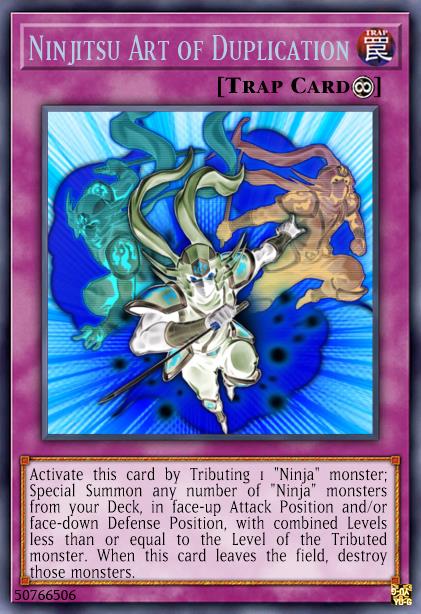 Ninjitsu Art of Duplication
TRAP
罠
[Trap Card]
Activate this card by Tributing 1 "Ninja" monster;
Special Summon any number of "Ninja" monsters
from your Deck, in face-up Attack Position and/or
face-down Defense Position, with combined Levels
less than or equal to the Level of the Tributed
monster. When this card leaves the field, destroy
those monsters.
50766506